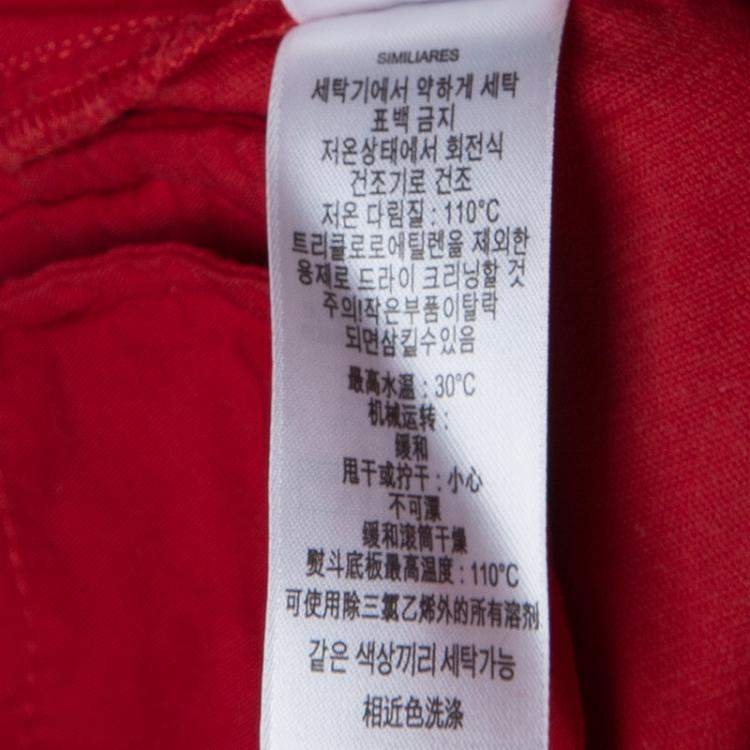 SIMILIARES
세탁기에서 약하게 세탁
표백 금지
저온상태에서 회전식
건조기로 건조
저온 다림질 : 110°C
트리클로로에틸렌을 제외한
용제로 드라이 크리닝할 것
주의!작은부품이탈락
되면삼킬수있음
最高水温 : 30°C
机械运转 :
缓和
甩干或拧干 : 小心
不可漂
缓和滚筒干燥
熨斗底板最高温度 : 110°C
可使用除三氯乙烯外的所有溶剂
같은 색상끼리 세탁가능
相近色洗涤